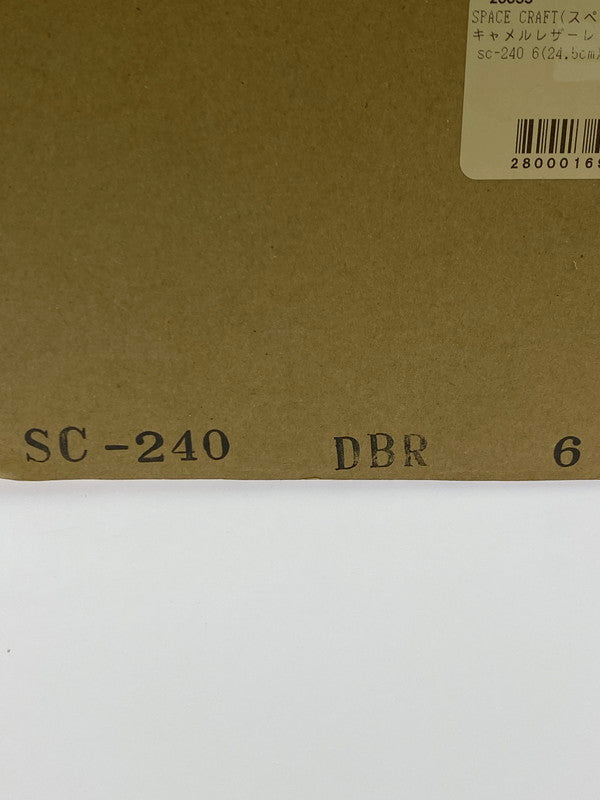 SPACE CRAFT(スペ
キャメルレザーレ
sc-240 6(24.5cm)
2800016
SC-240 DBR 6